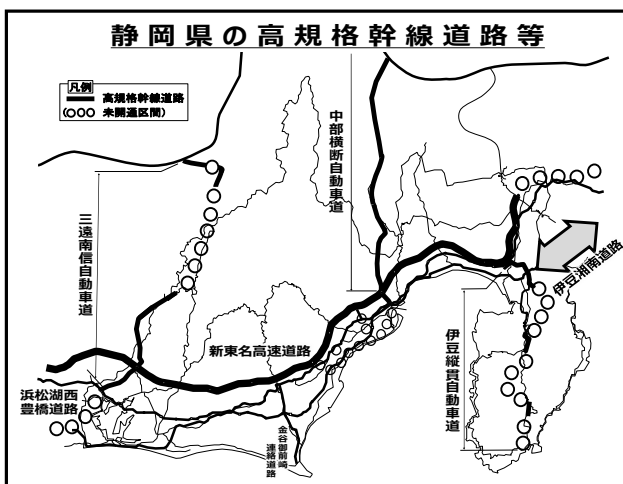 静岡県の高規格幹線道路等
凡例
高規格幹線道路
(○○○ 未開通区間)
中部横断自動車道
三遠南信自動車道
伊豆湘南道路
新東名高速道路
伊豆縦貫自動車道
浜松湖西
豊橋道路
金谷御前崎
連絡道路